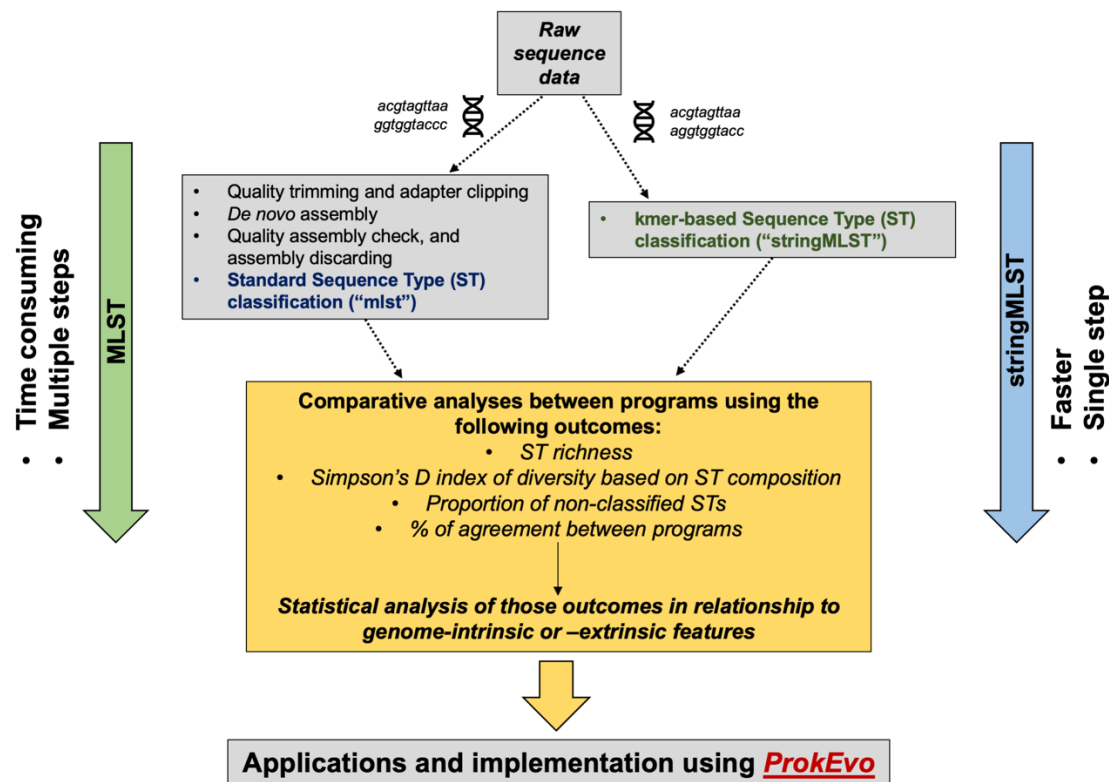 Raw
sequence
data
acgtagttaa
ggtggtaccc
acgtagttaa
aggtggtacc
• Time consuming
• Multiple steps
MLST
• Quality trimming and adapter clipping
• De novo assembly
• Quality assembly check, and
assembly discarding
• Standard Sequence Type (ST)
classification (“mlst”)
• kmer-based Sequence Type (ST)
classification (“stringMLST”)
stringMLST
• Faster
• Single step
Comparative analyses between programs using the
following outcomes:
• ST richness
• Simpson’s D index of diversity based on ST composition
• Proportion of non-classified STs
• % of agreement between programs
Statistical analysis of those outcomes in relationship to
genome-intrinsic or –extrinsic features
Applications and implementation using ProkEvo